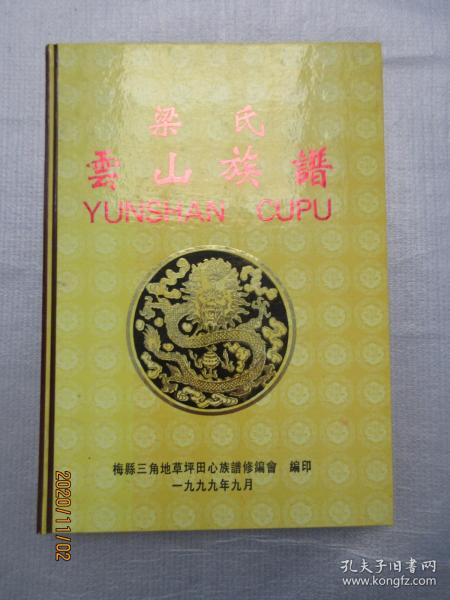 梁 氏
雲山族譜
YUNSHAN CUPU
梅縣三角地草坪田心族譜修編會 編印
一九九九年九月
2020/11/02
孔夫子旧书网
www.kongfz.com